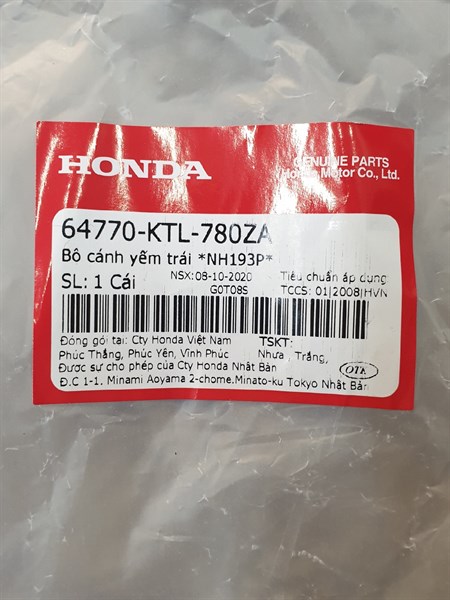 HONDA
GENUINE PARTS
Honda Motor Co., Ltd.
64770-KTL-780ZA
Bộ cánh yếm trái *NH193P*
SL: 1 Cái
NSX:08-10-2020
G0T08S
Tiêu chuẩn áp dụng
TCCS: 01|2008|HVN
Đóng gói tại: Cty Honda Việt Nam
Phúc Thắng, Phúc Yên, Vĩnh Phúc
Được sự cho phép của Cty Honda Nhật Bản
Đ.C 1-1, Minami Aoyama 2-chome.Minato-ku Tokyo Nhật Bản
TSKT:
Nhựa , Trắng,
OTK